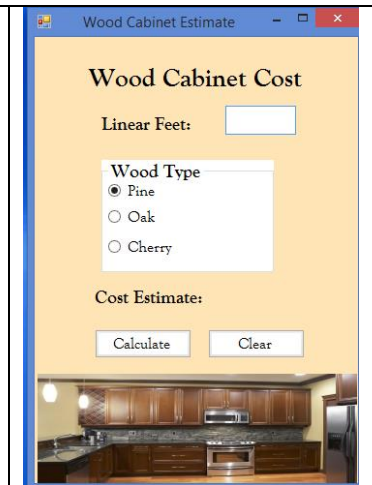 Wood Cabinet Estimate
Wood Cabinet Cost
Linear Feet:
Wood Type
Pine
Oak
Cherry
Cost Estimate:
Calculate Clear